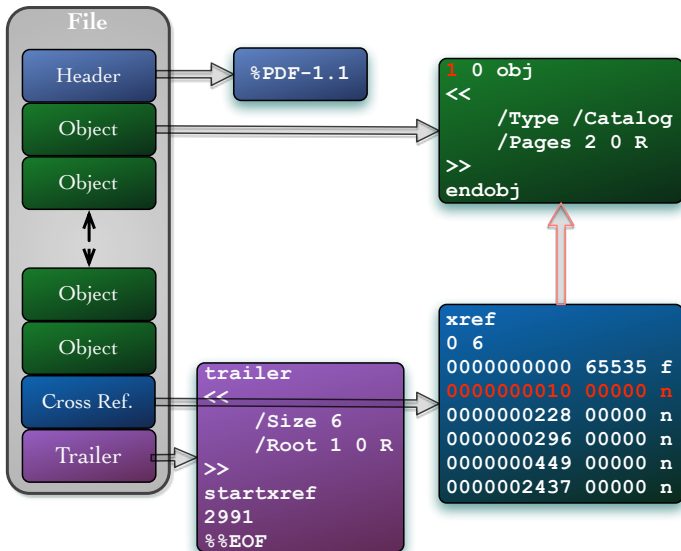 File
Header
Object
Object
Object
Object
Cross Ref.
Trailer
%PDF-1.1
1 0 obj
<<
/Type /Catalog
/Pages 2 0 R
>>
endobj
trailer
<<
/Size 6
/Root 1 0 R
>>
startxref
2991
%%EOF
xref
0 6
0000000000 65535 f
0000000010 00000 n
0000000228 00000 n
0000000296 00000 n
0000000449 00000 n
0000002437 00000 n